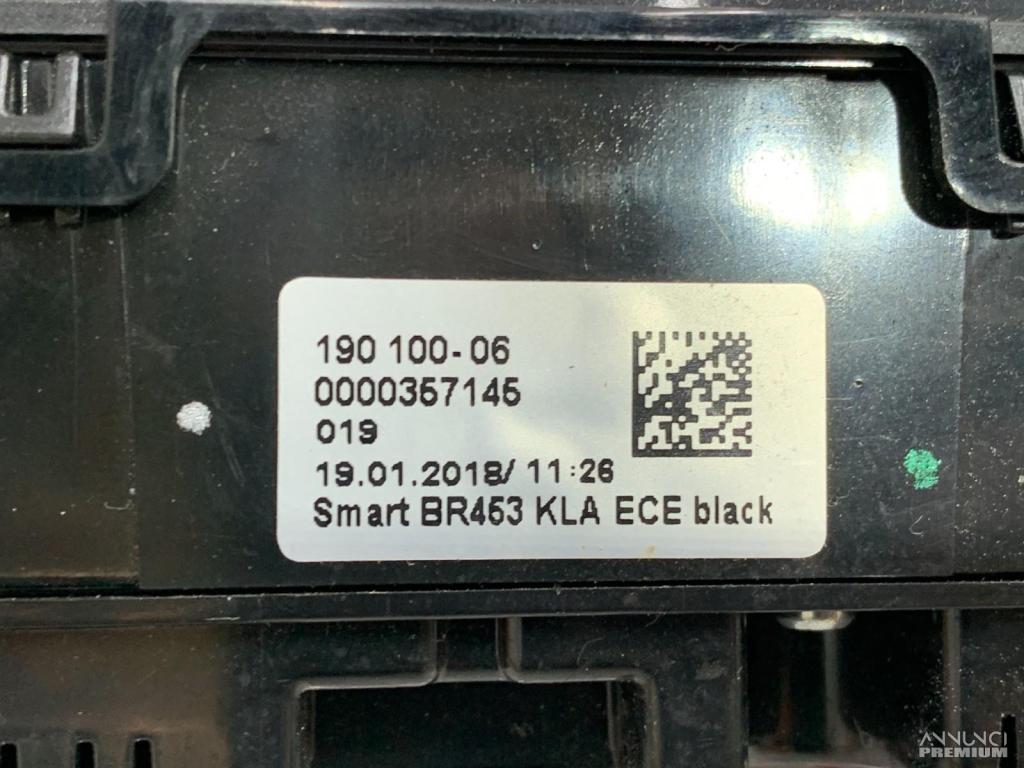 190 100-06
0000357145
019
19.01.2018/ 11:26
Smart BR453 KLA ECE black
ANNUNCI
PREMIUM